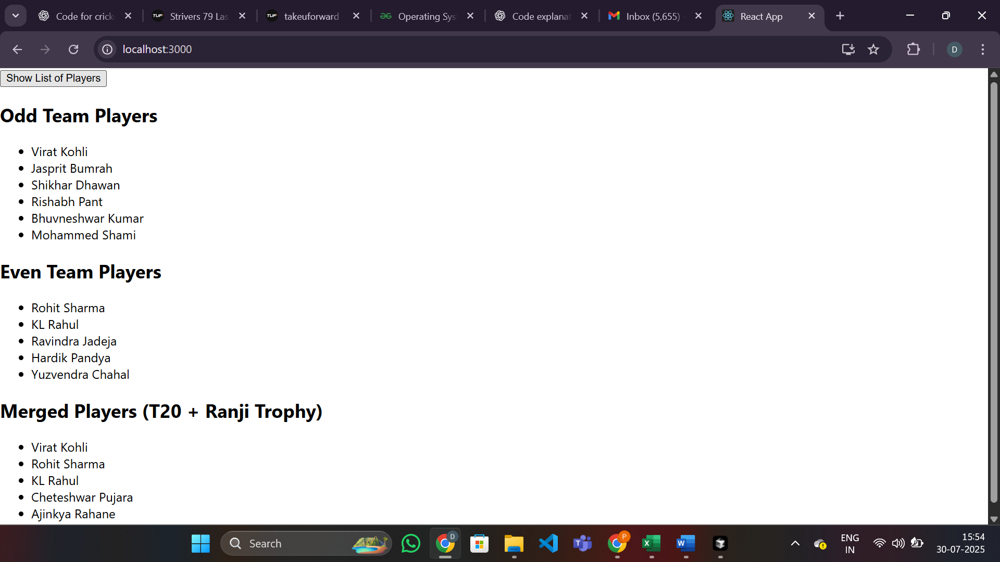 Code for crick
Strivers 79 Las
takeuforward
Operating Sys
Code explanat
Inbox (5,655)
React App
localhost:3000
D
Show List of Players
Odd Team Players
Virat Kohli
Jasprit Bumrah
Shikhar Dhawan
Rishabh Pant
Bhuvneshwar Kumar
Mohammed Shami
Even Team Players
Rohit Sharma
KL Rahul
Ravindra Jadeja
Hardik Pandya
Yuzvendra Chahal
Merged Players (T20 + Ranji Trophy)
Virat Kohli
Rohit Sharma
KL Rahul
Cheteshwar Pujara
Ajinkya Rahane
Search
ENG
IN
15:54
30-07-2025